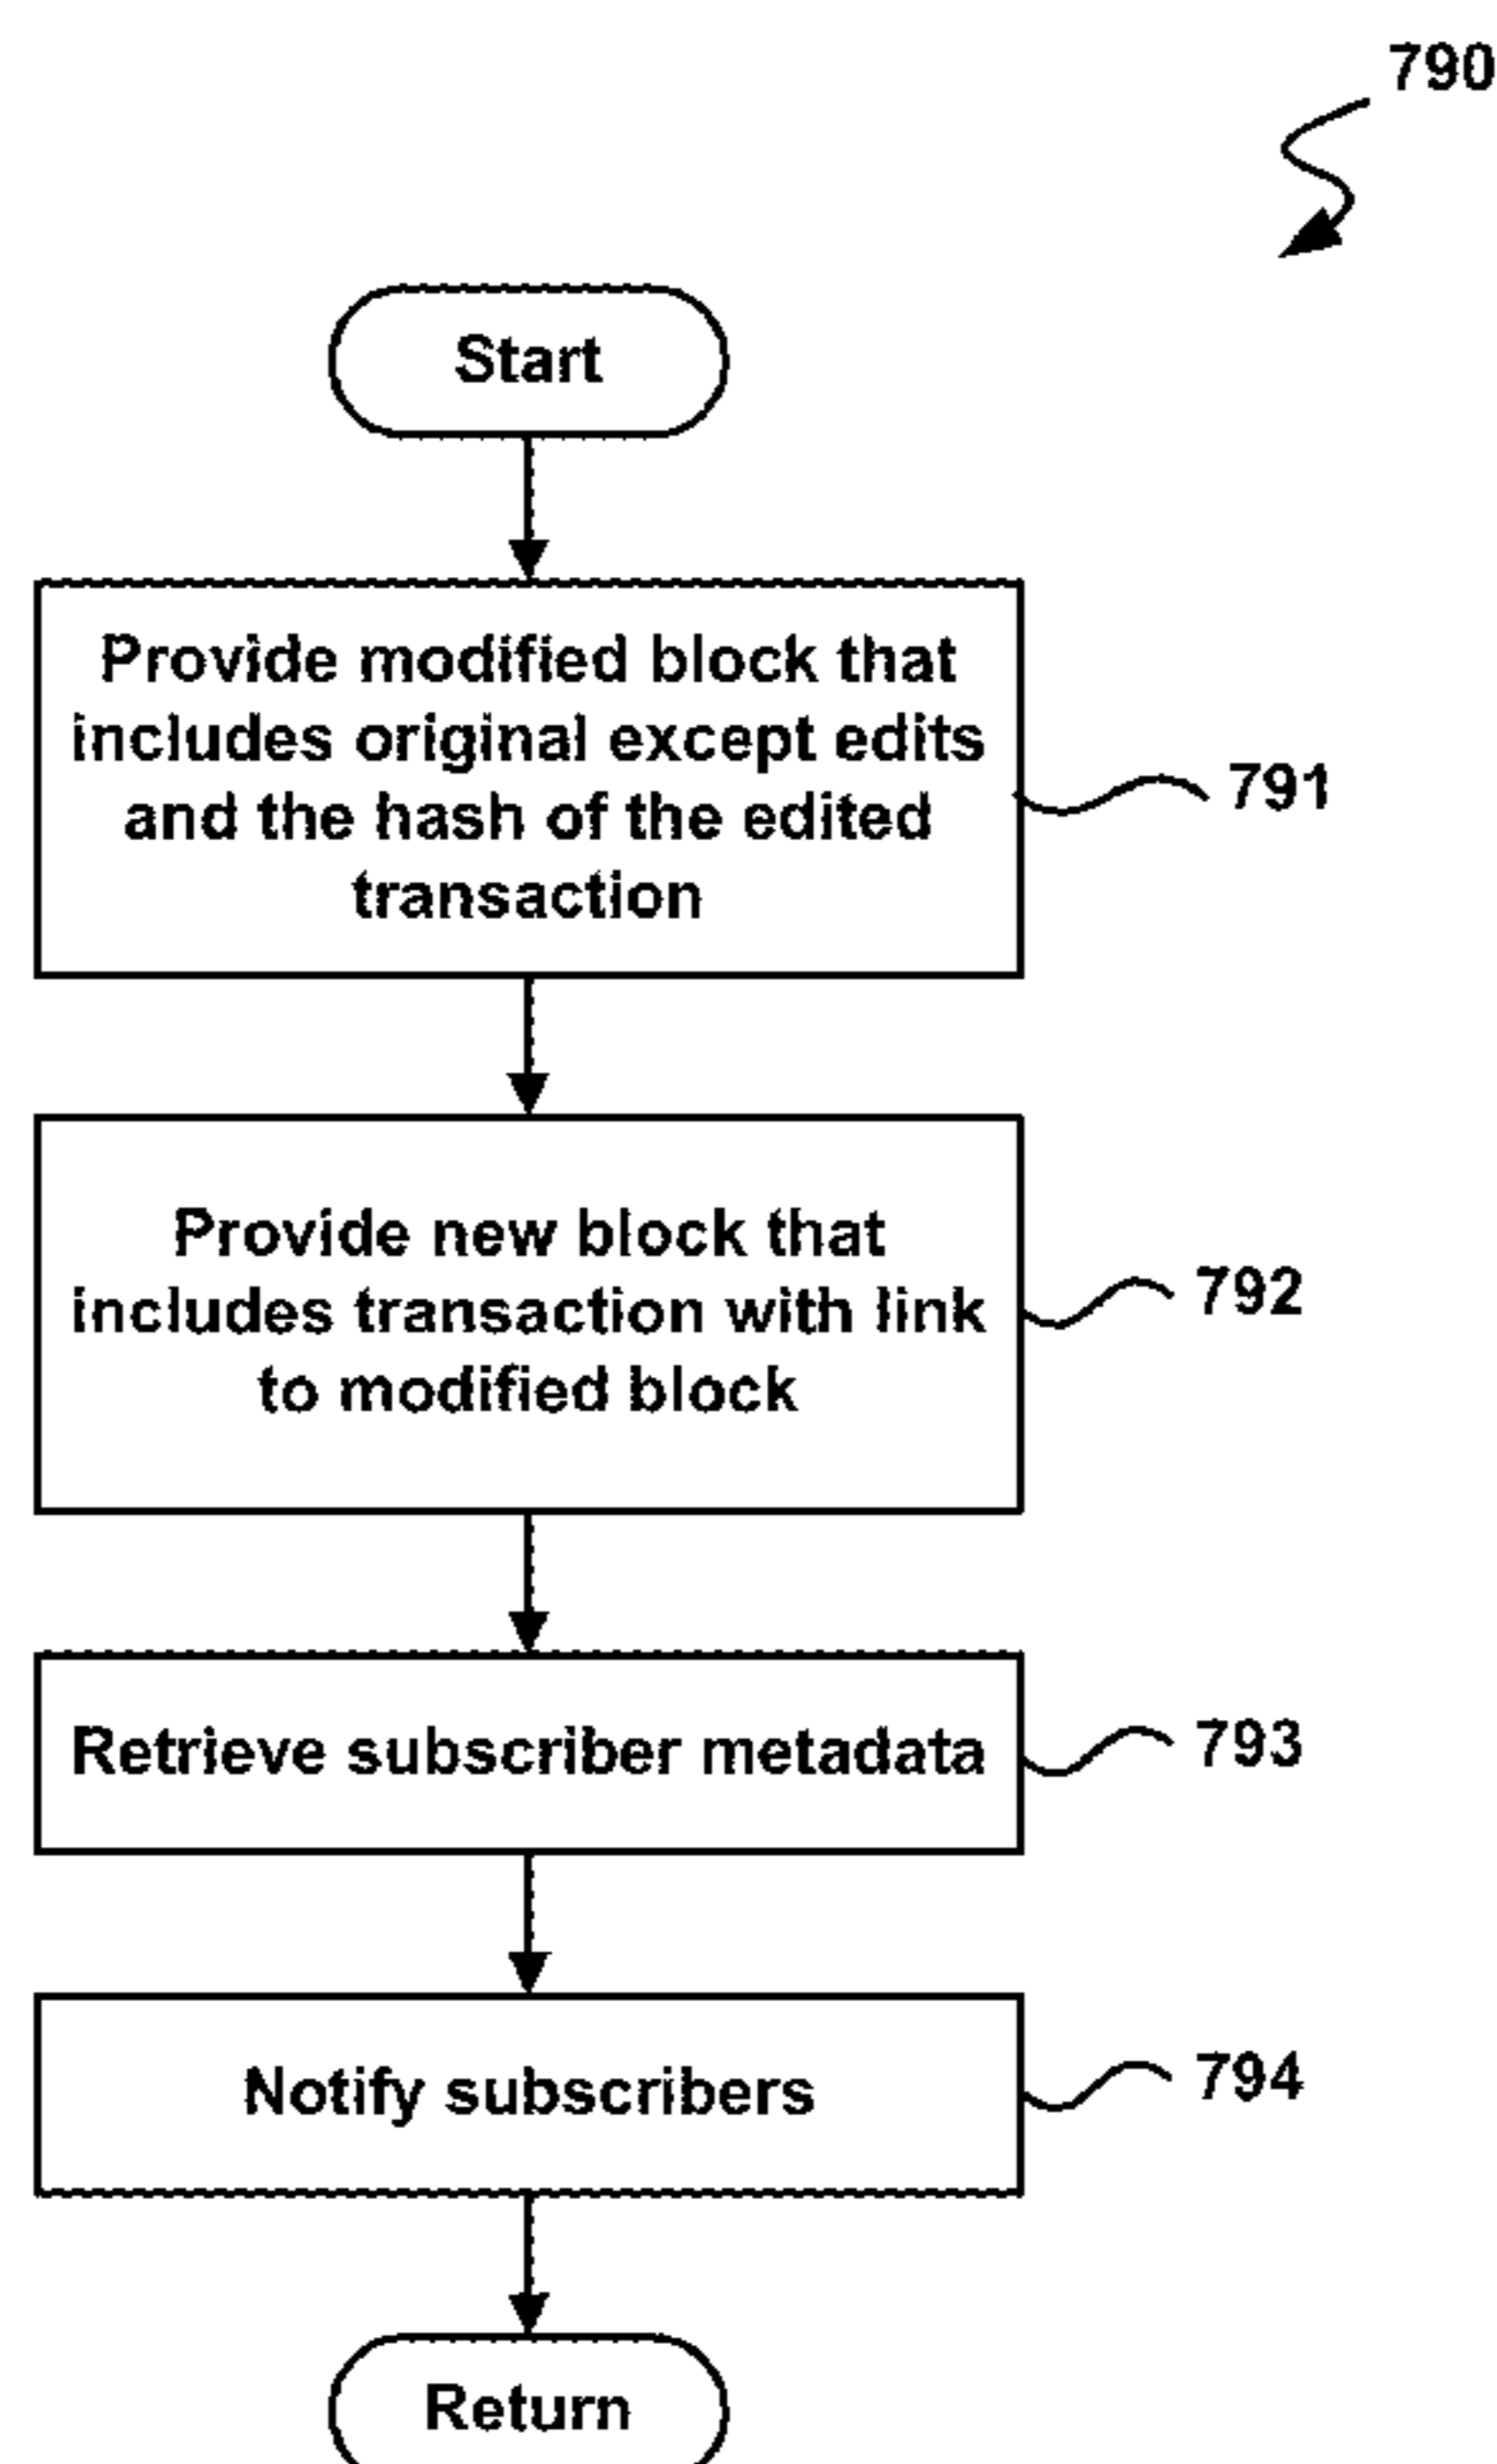 790
Start
Provide modified block that
includes original except edits
and the hash of the edited
transaction
791
Provide new block that
includes transaction with link
to modified block
792
Retrieve subscriber metadata
793
Notify subscribers
794
Return